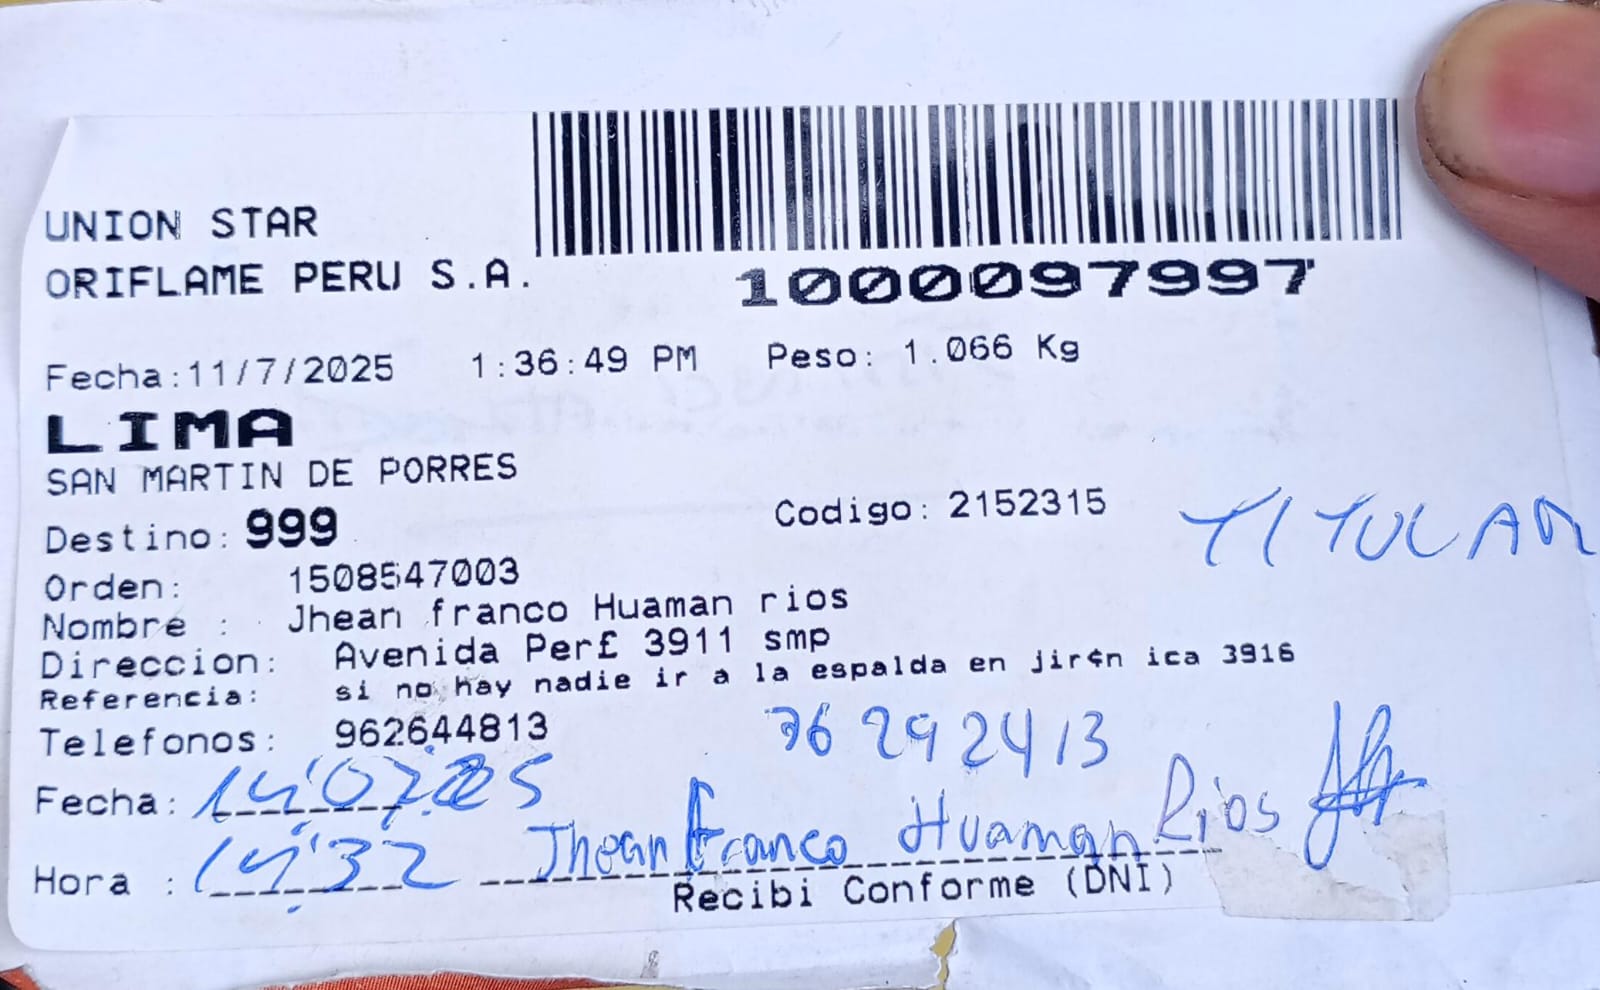 UNION STAR
ORIFLAME PERU S.A.
1000097997
Fecha:11/7/2025 1:36:49 PM Peso: 1.066 Kg
LIMA
SAN MARTIN DE PORRES
Destino: 999 Codigo: 2152315 TITULAR
Orden: 1508547003
Nombre : Jhean franco Huaman rios
Direccion: Avenida Per£ 3911 smp
Referencia: si no hay nadie ir a la espalda en jir¢n ica 3916
Telefonos: 962644813 76292413
Fecha: 14.07.25
Hora : 14:32 Jhean franco Huaman Rios
Recibi Conforme (DNI)